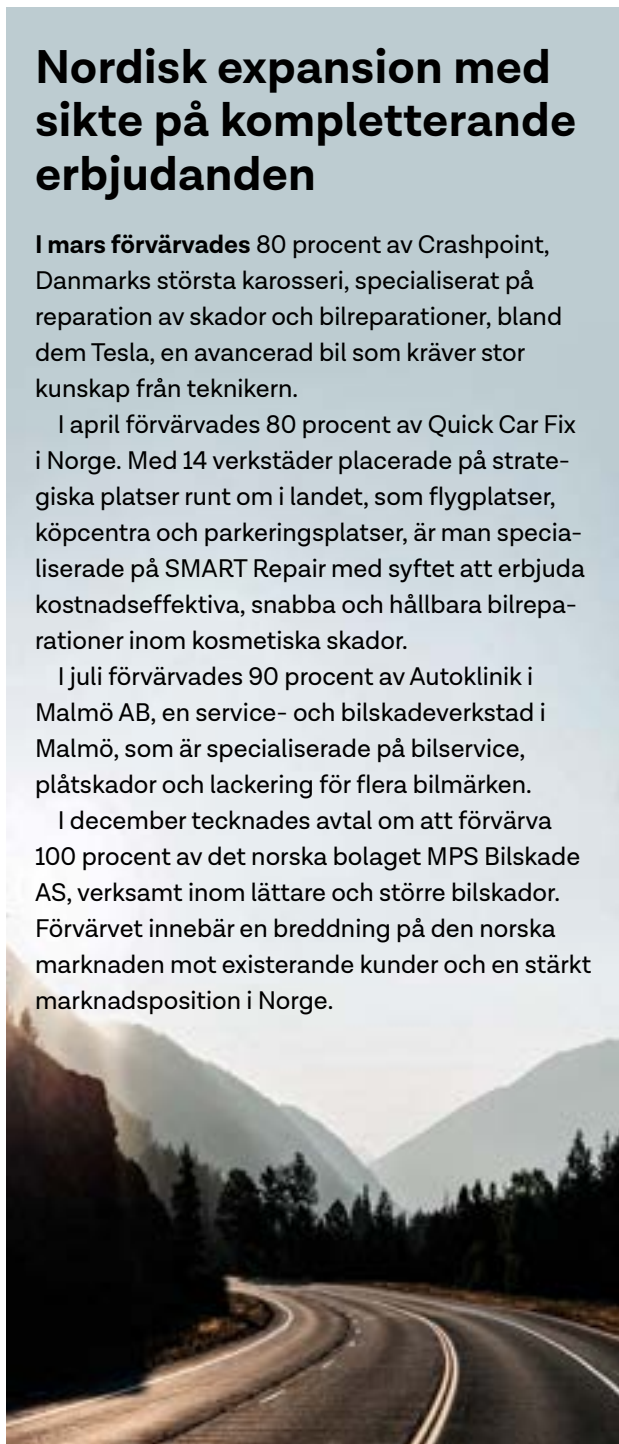 Nordisk expansion med
sikte på kompletterande
erbjudanden
I mars förvärvades 80 procent av Crashpoint,
Danmarks största karosseri, specialiserat på
reparation av skador och bilreparationer, bland
dem Tesla, en avancerad bil som kräver stor
kunskap från teknikern.
I april förvärvades 80 procent av Quick Car Fix
i Norge. Med 14 verkstäder placerade på strate-
giska platser runt om i landet, som flygplatser,
köpcentra och parkeringsplatser, är man specia-
liserade på SMART Repair med syftet att erbjuda
kostnadseffektiva, snabba och hållbara bilrepa-
rationer inom kosmetiska skador.
I juli förvärvades 90 procent av Autoklinik i
Malmö AB, en service- och bilskadeverkstad i
Malmö, som är specialiserade på bilservice,
plåtskador och lackering för flera bilmärken.
I december tecknades avtal om att förvärva
100 procent av det norska bolaget MPS Bilskade
AS, verksamt inom lättare och större bilskador.
Förvärvet innebär en breddning på den norska
marknaden mot existerande kunder och en stärkt
marknadsposition i Norge.